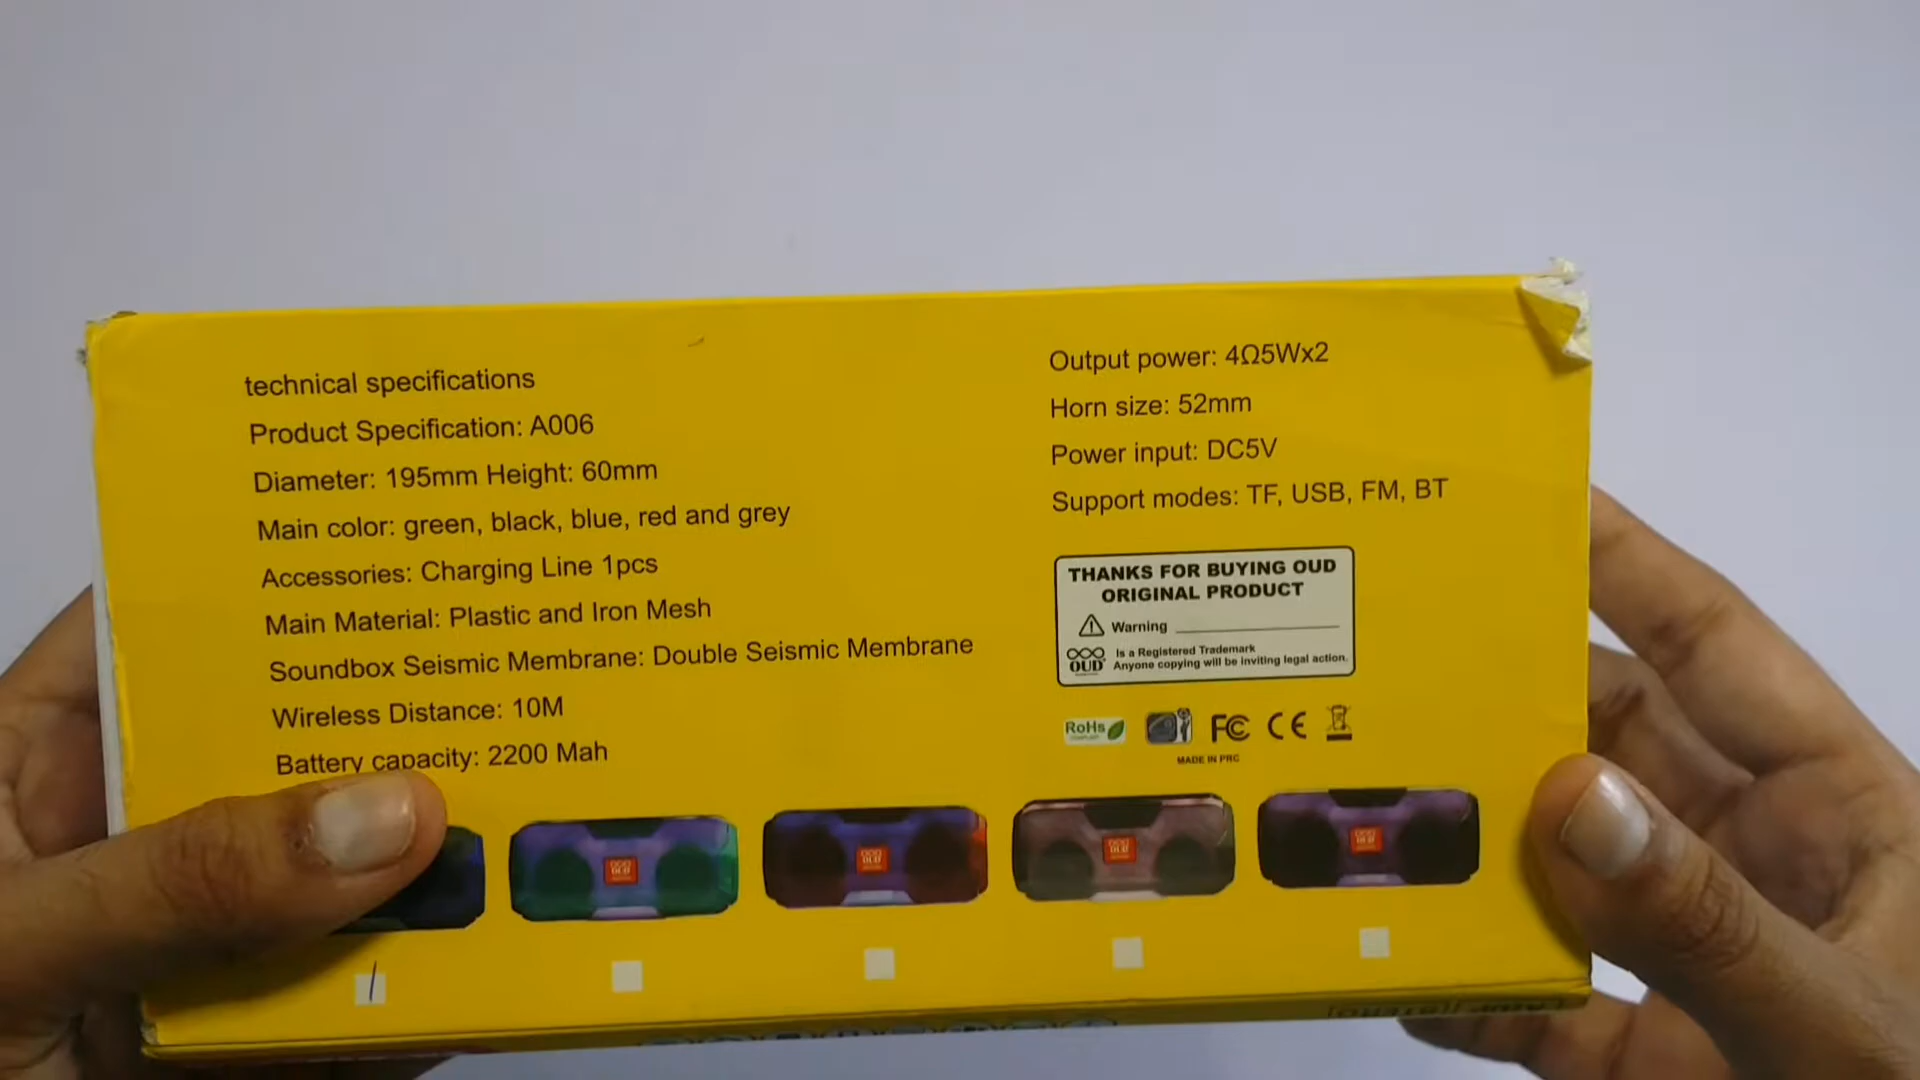 technical specifications
Product Specification: A006
Diameter: 195mm Height: 60mm
Main color: green, black, blue, red and grey
Accessories: Charging Line 1pcs
Main Material: Plastic and Iron Mesh
Soundbox Seismic Membrane: Double Seismic Membrane
Wireless Distance: 10M
Battery capacity: 2200 Mah
Output power: 4Ω5Wx2
Horn size: 52mm
Power input: DC5V
Support modes: TF, USB, FM, BT
THANKS FOR BUYING OUD
ORIGINAL PRODUCT
Warning
OUD Is a Registered Trademark
Anyone copying will be inviting legal action.
RoHS FC CE
MADE IN PRC
OUD
OUD
OUD
OUD